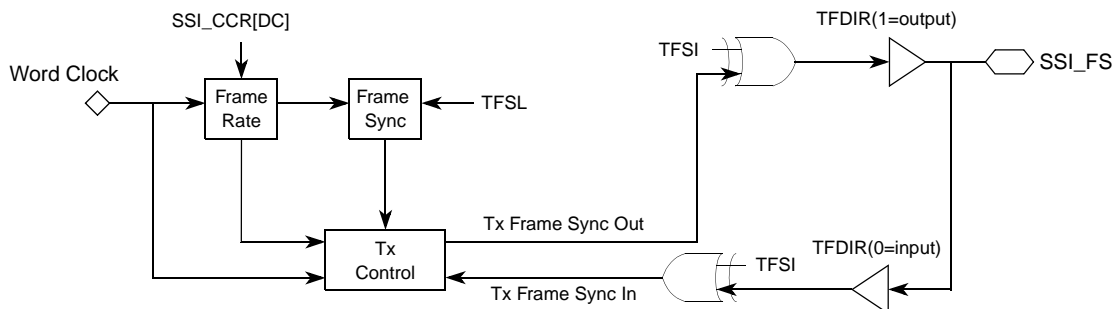 SSI_CCR[DC]
TFDIR(1=output)
TFSI
SSI_FS
Word Clock
Frame
Rate
Frame
Sync
TFSL
Tx Frame Sync Out
Tx
Control
TFDIR(0=input)
TFSI
Tx Frame Sync In